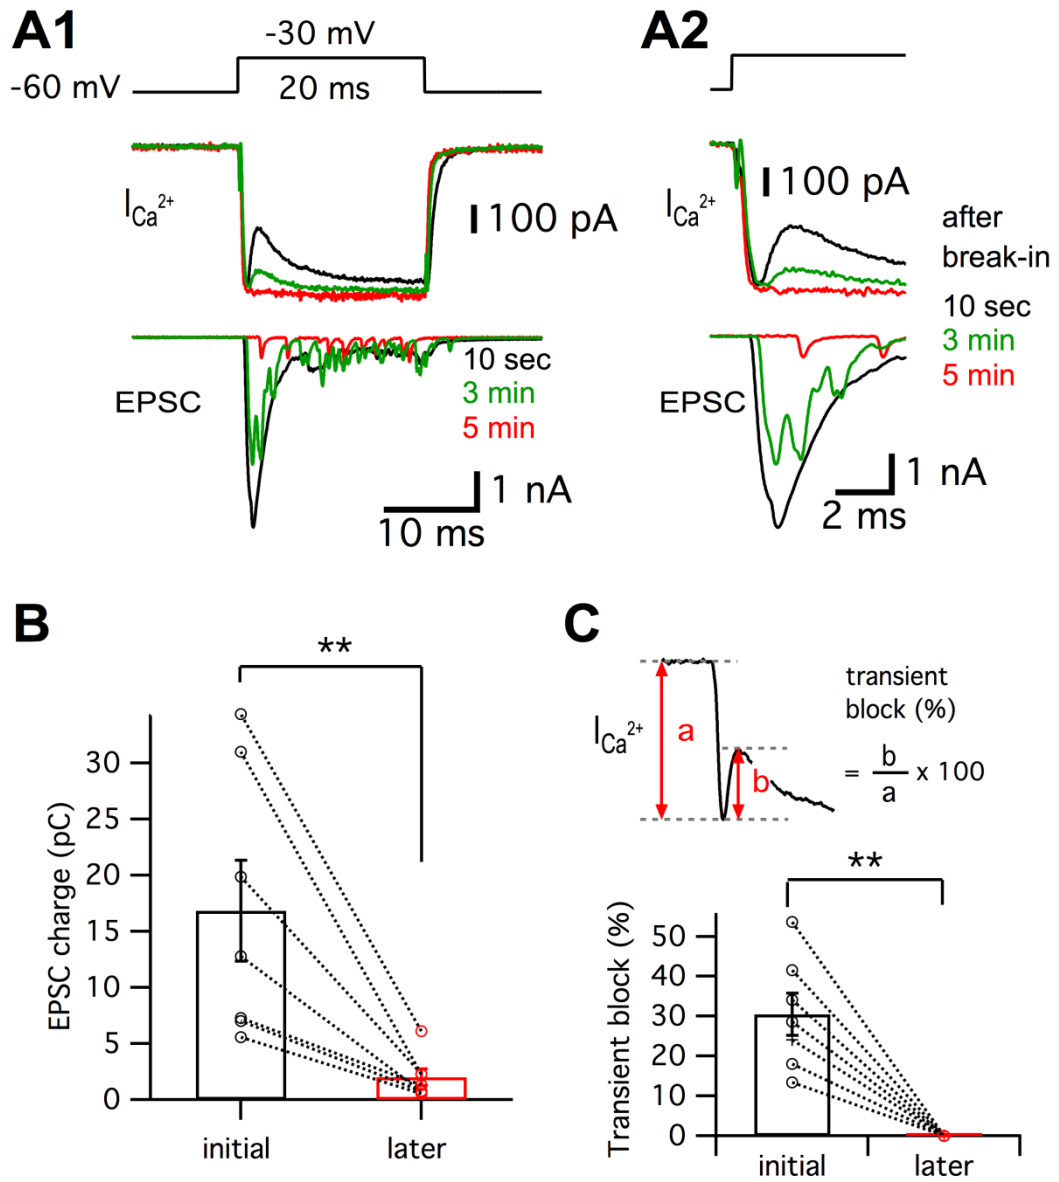 A1
-30 mV
-60 mV
20 ms
I Ca2+
100 pA
EPSC
10 sec
3 min
5 min
1 nA
10 ms
A2
I Ca2+
100 pA
after
break-in
10 sec
3 min
5 min
EPSC
1 nA
2 ms
B
**
EPSC charge (pC)
30
25
20
15
10
5
0
initial
later
C
I Ca2+
a
b
transient
block (%)
= b/a x 100
**
Transient block (%)
50
40
30
20
10
0
initial
later